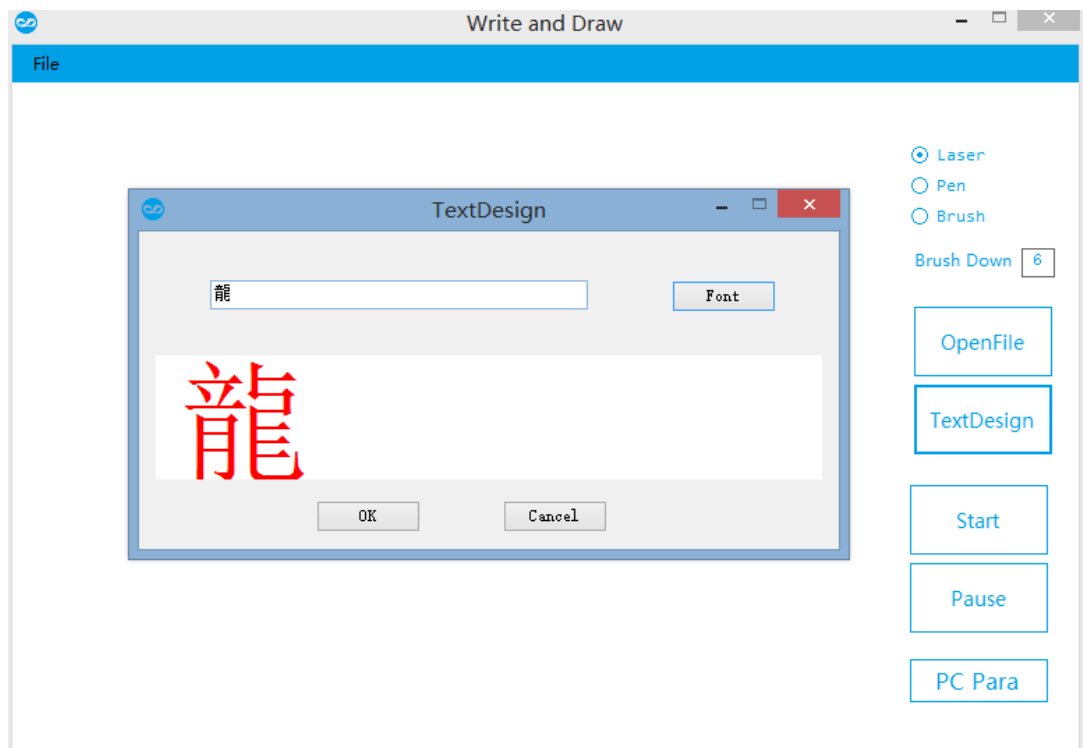 Write and Draw
File
Laser
Pen
Brush
Brush Down 6
TextDesign
龍
Font
龍
OK Cancel
OpenFile
TextDesign
Start
Pause
PC Para